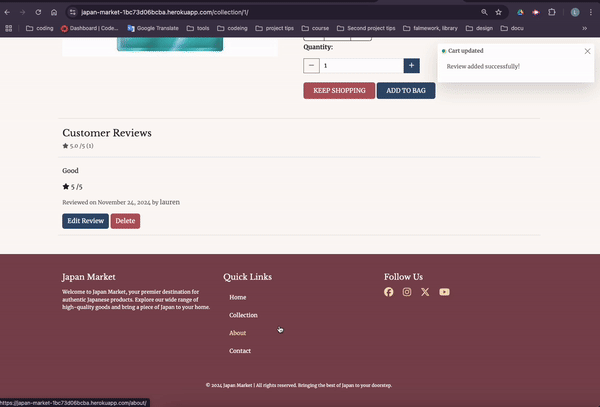 japan-market-1bc73d06bcba.herokuapp.com/collection/1/
coding
Dashboard | Code...
Google Translate
tools
codeing
project tips
course
Second project tips
falmework, library
design
docu
Quantity:
1
KEEP SHOPPING
ADD TO BAG
Cart updated
Review added successfully!
Customer Reviews
5.0 /5 (1)
Good
5 /5
Reviewed on November 24, 2024 by lauren
Edit Review
Delete
Japan Market
Welcome to Japan Market, your premier destination for
authentic Japanese products. Explore our wide range of
high-quality goods and bring a piece of Japan to your home.
Quick Links
Home
Collection
About
Contact
Follow Us
© 2024 Japan Market | All rights reserved. Bringing the best of Japan to your doorstep.
https://japan-market-1bc73d06bcba.herokuapp.com/about/